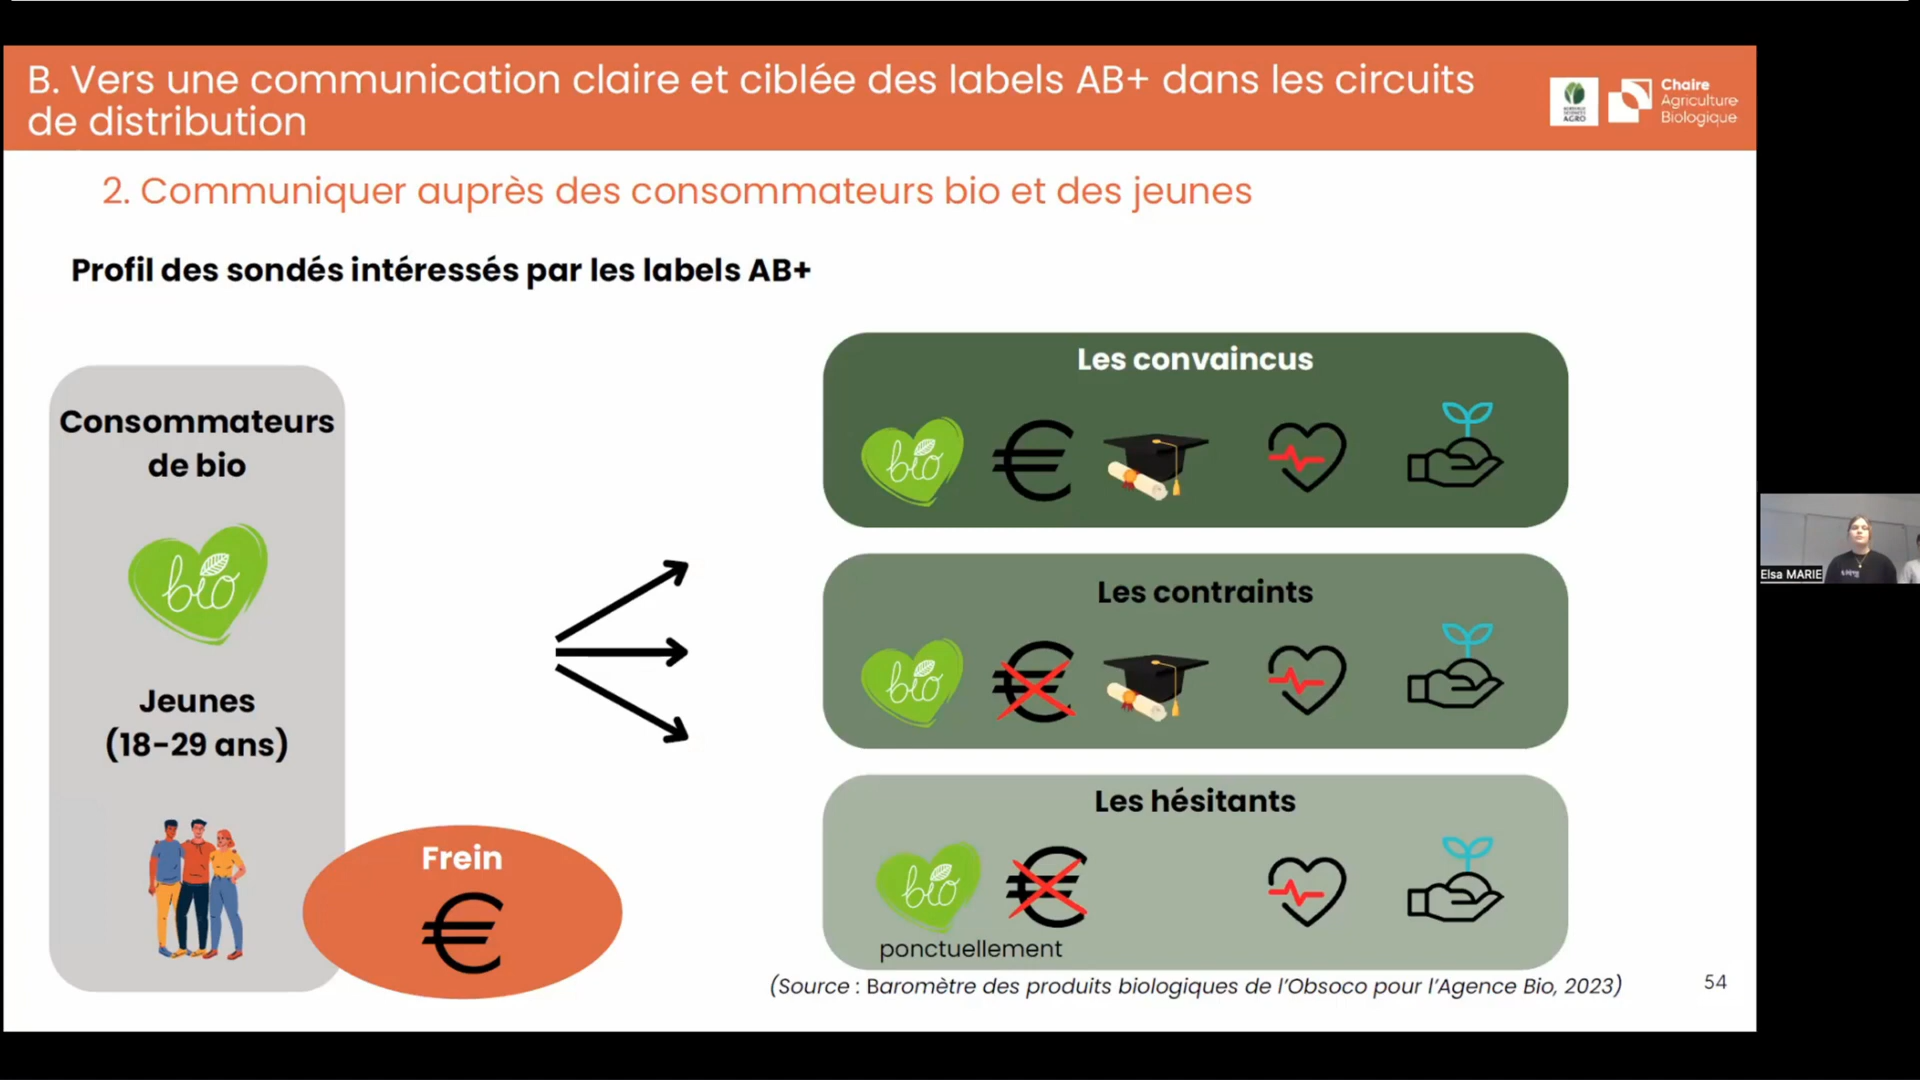 B. Vers une communication claire et ciblée des labels AB+ dans les circuits
de distribution
AGRO
Chaire
Agriculture
Biologique
2. Communiquer auprès des consommateurs bio et des jeunes
Profil des sondés intéressés par les labels AB+
Consommateurs
de bio
bio
Jeunes
(18-29 ans)
Frein
€
Les convaincus
bio €
Les contraints
bio €
Les hésitants
bio €
ponctuellement
(Source : Baromètre des produits biologiques de l'Obsoco pour l'Agence Bio, 2023)
54
Elsa MARIE